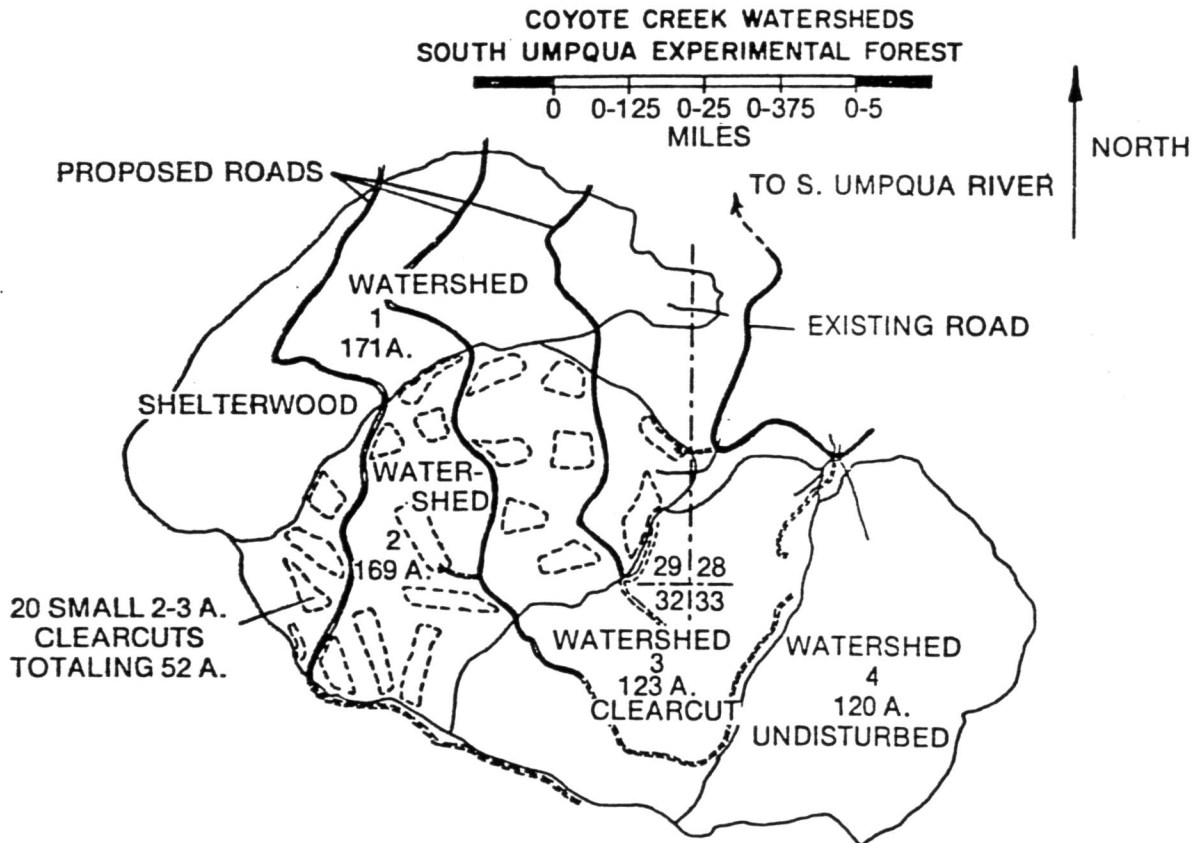 COYOTE CREEK WATERSHEDS
SOUTH UMPQUA EXPERIMENTAL FOREST
0 0-125 0-25 0-375 0-5
MILES
NORTH
PROPOSED ROADS
TO S. UMPQUA RIVER
WATERSHED
1
171 A.
EXISTING ROAD
SHELTERWOOD
WATER-
SHED
2
169 A.
29 28
32 33
20 SMALL 2-3 A.
CLEARCUTS
TOTALING 52 A.
WATERSHED
3
123 A.
CLEARCUT
WATERSHED
4
120 A.
UNDISTURBED